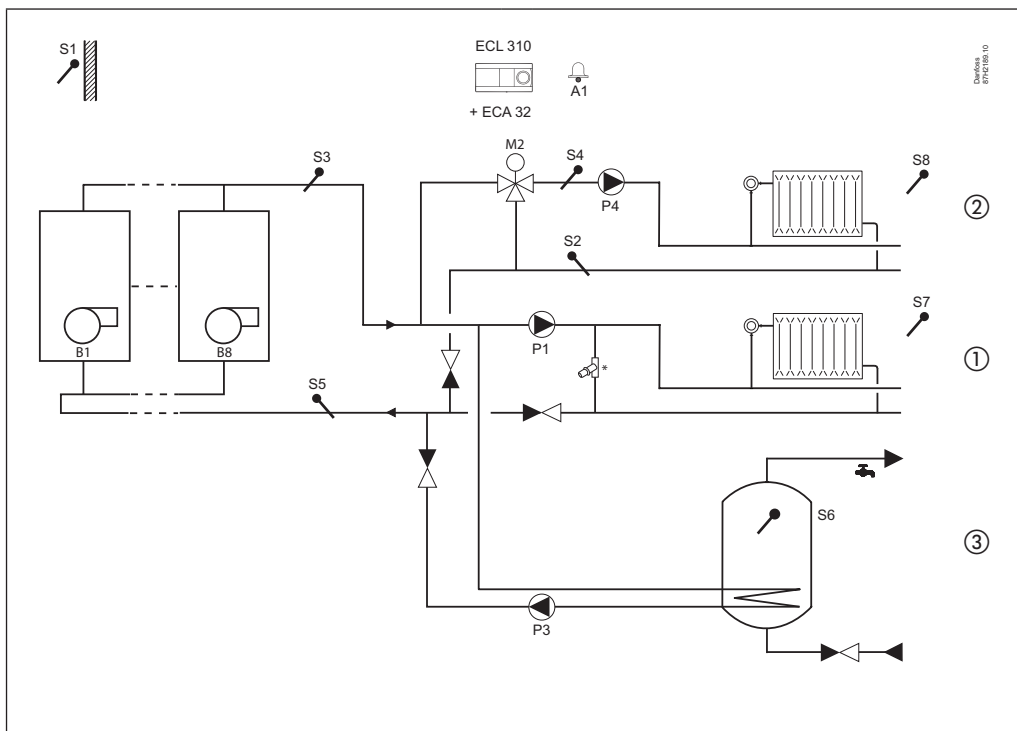 S1
ECL 310
A1
+ ECA 32
Danfoss
87H2189.10
M2
S3
S4
S8
P4
②
S2
S7
P1
①
B1
B8
*
S5
S6
③
P3